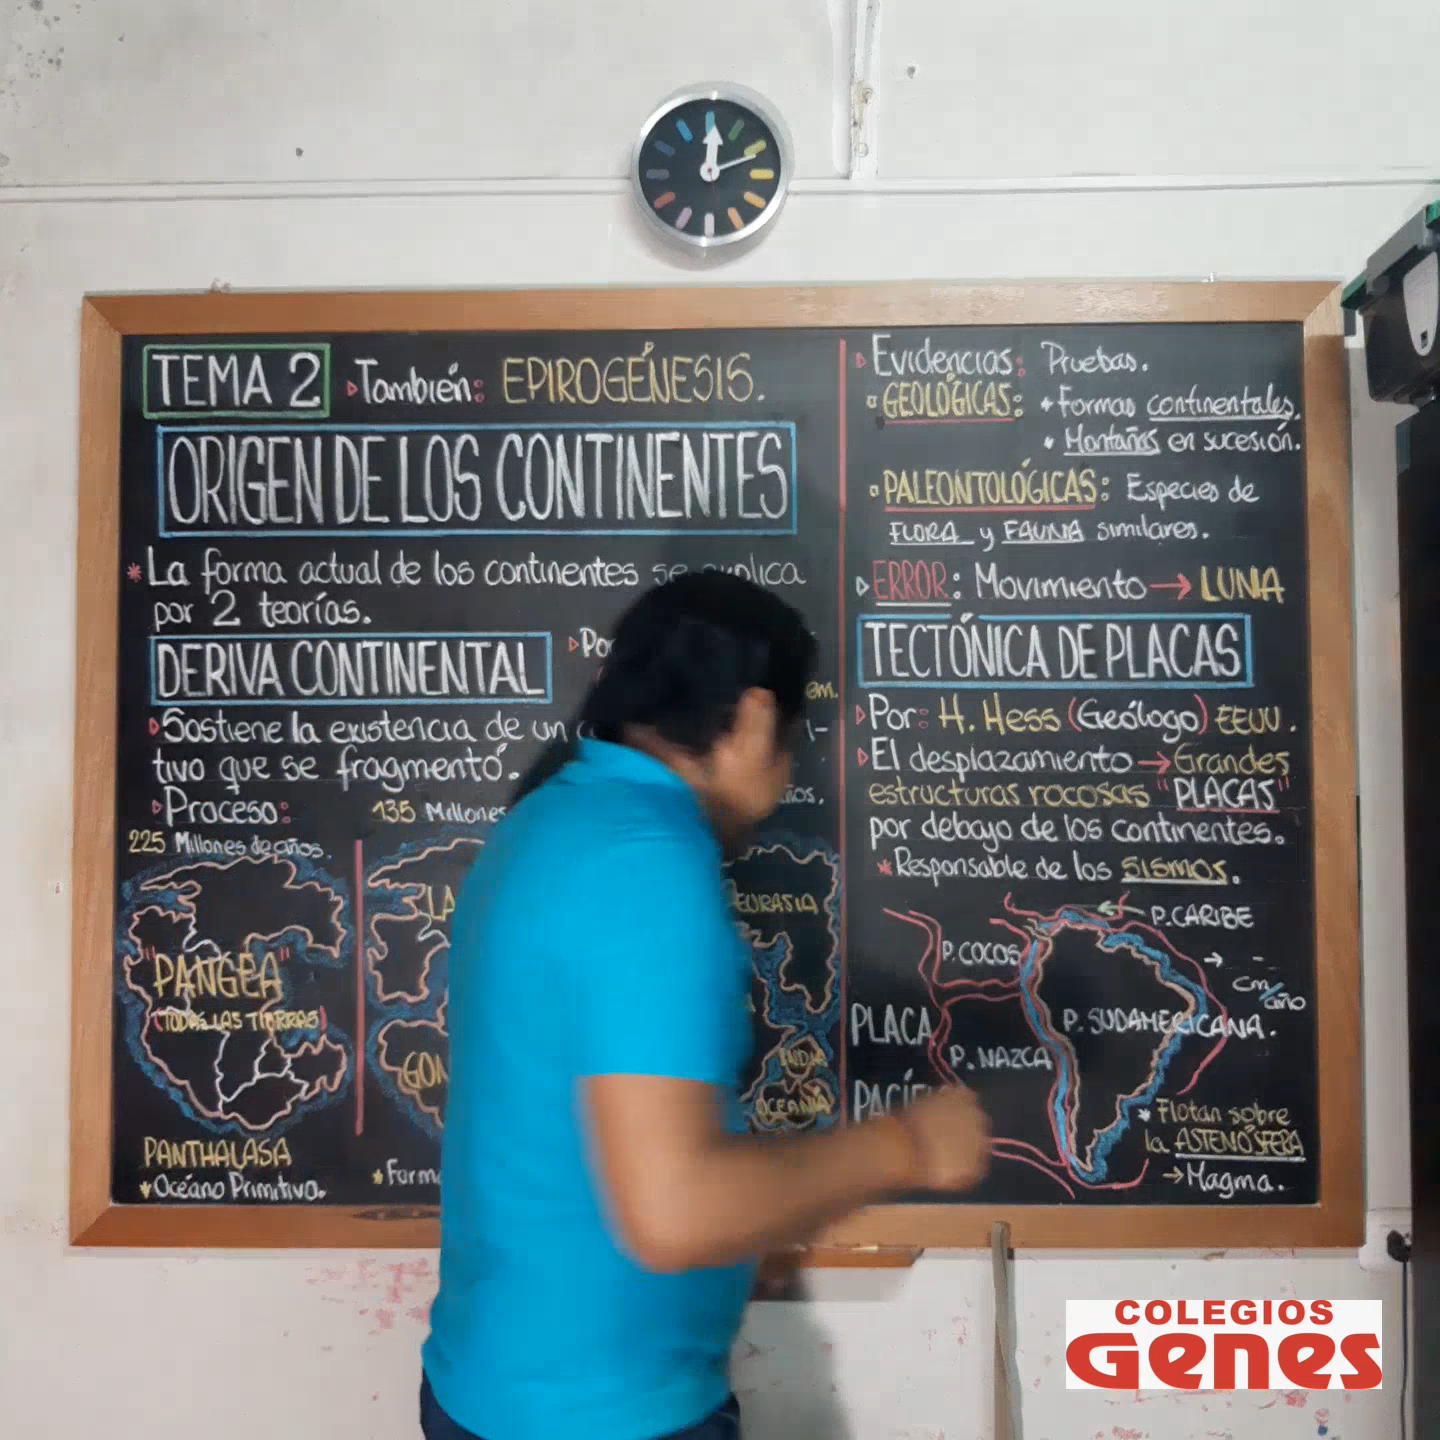 TEMA 2 ▹También: EPIROGÉNESIS.
ORIGEN DE LOS CONTINENTES
* La forma actual de los continentes se explica
por 2 teorías.
DERIVA CONTINENTAL
▹Sostiene la existencia de un
tivo que se fragmentó.
▹Proceso:
225 Millones de años.
"PANGEA"
(TODAS LAS TIERRAS)
PANTHALASA
* Océano Primitivo.
135 Millones
EURASIA
INDIA
OCEANÍA
▹Evidencias: Pruebas.
▫GEOLÓGICAS: * Formas continentales.
* Montañas en sucesión.
▫PALEONTOLÓGICAS: Especies de
FLORA y FAUNA similares.
▹ERROR: Movimiento → LUNA
TECTÓNICA DE PLACAS
▹Por: H. Hess (Geólogo) EEUU.
▹El desplazamiento → Grandes
estructuras rocosas "PLACAS"
por debajo de los continentes.
* Responsable de los SISMOS.
P. CARIBE
P. COCOS
→ -
cm/año
PLACA
P. SUDAMERICANA.
P. NAZCA
* Flotan sobre
la ASTENÓSFERA
→ Magma.
COLEGIOS
Genes